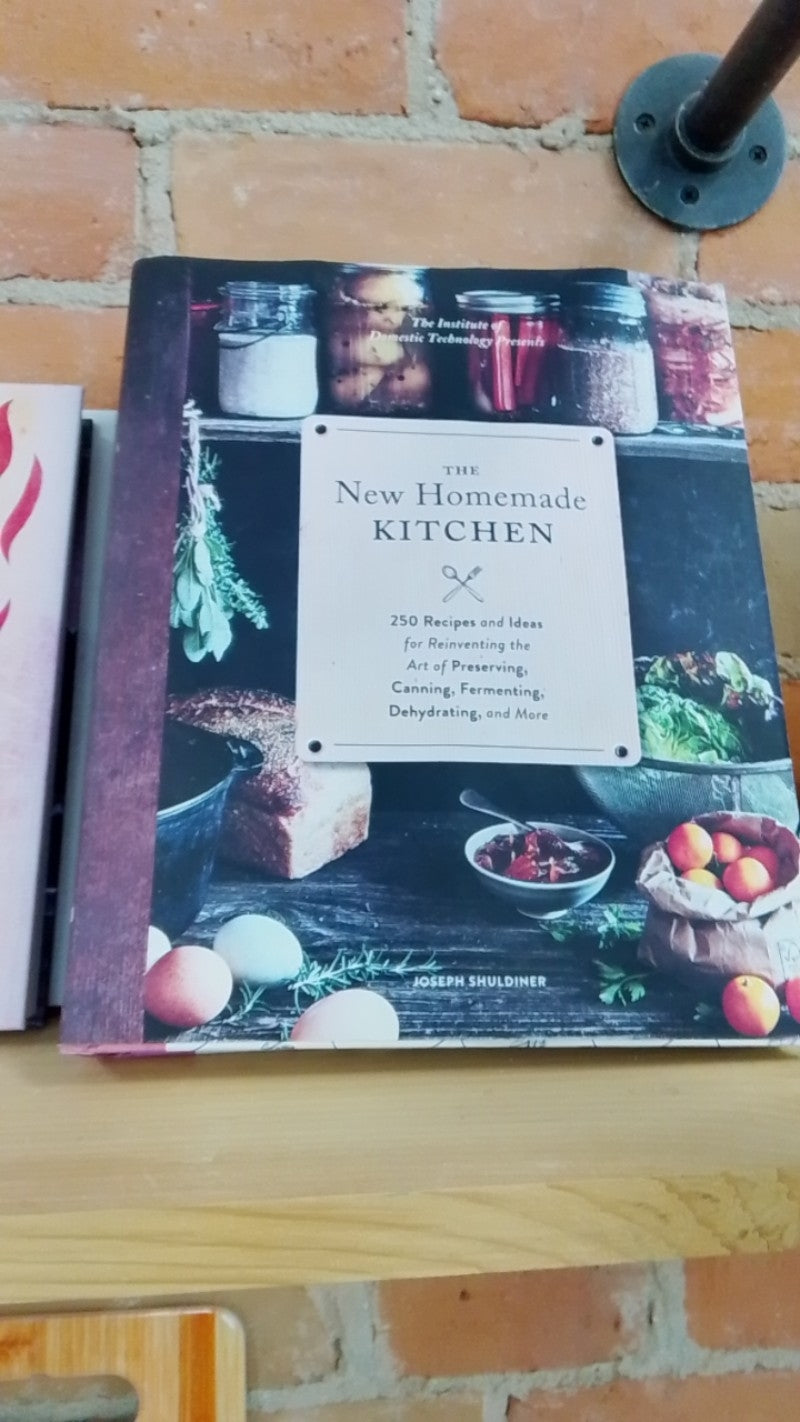 The Institute of
Domestic Technology Presents
THE
New Homemade
KITCHEN
250 Recipes and Ideas
for Reinventing the
Art of Preserving,
Canning, Fermenting,
Dehydrating, and More
JOSEPH SHULDINER